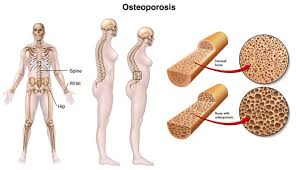 Osteoporosis
Spine
Wrist
Hip
Normal
bone
Bone with
osteoporosis